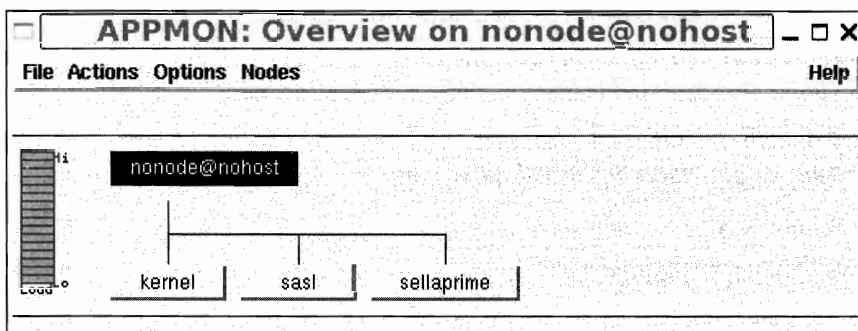 APPMON: Overview on nonode@nohost
File Actions Options Nodes Help
Hi
nonode@nohost
Lo
kernel sasl sellaprime